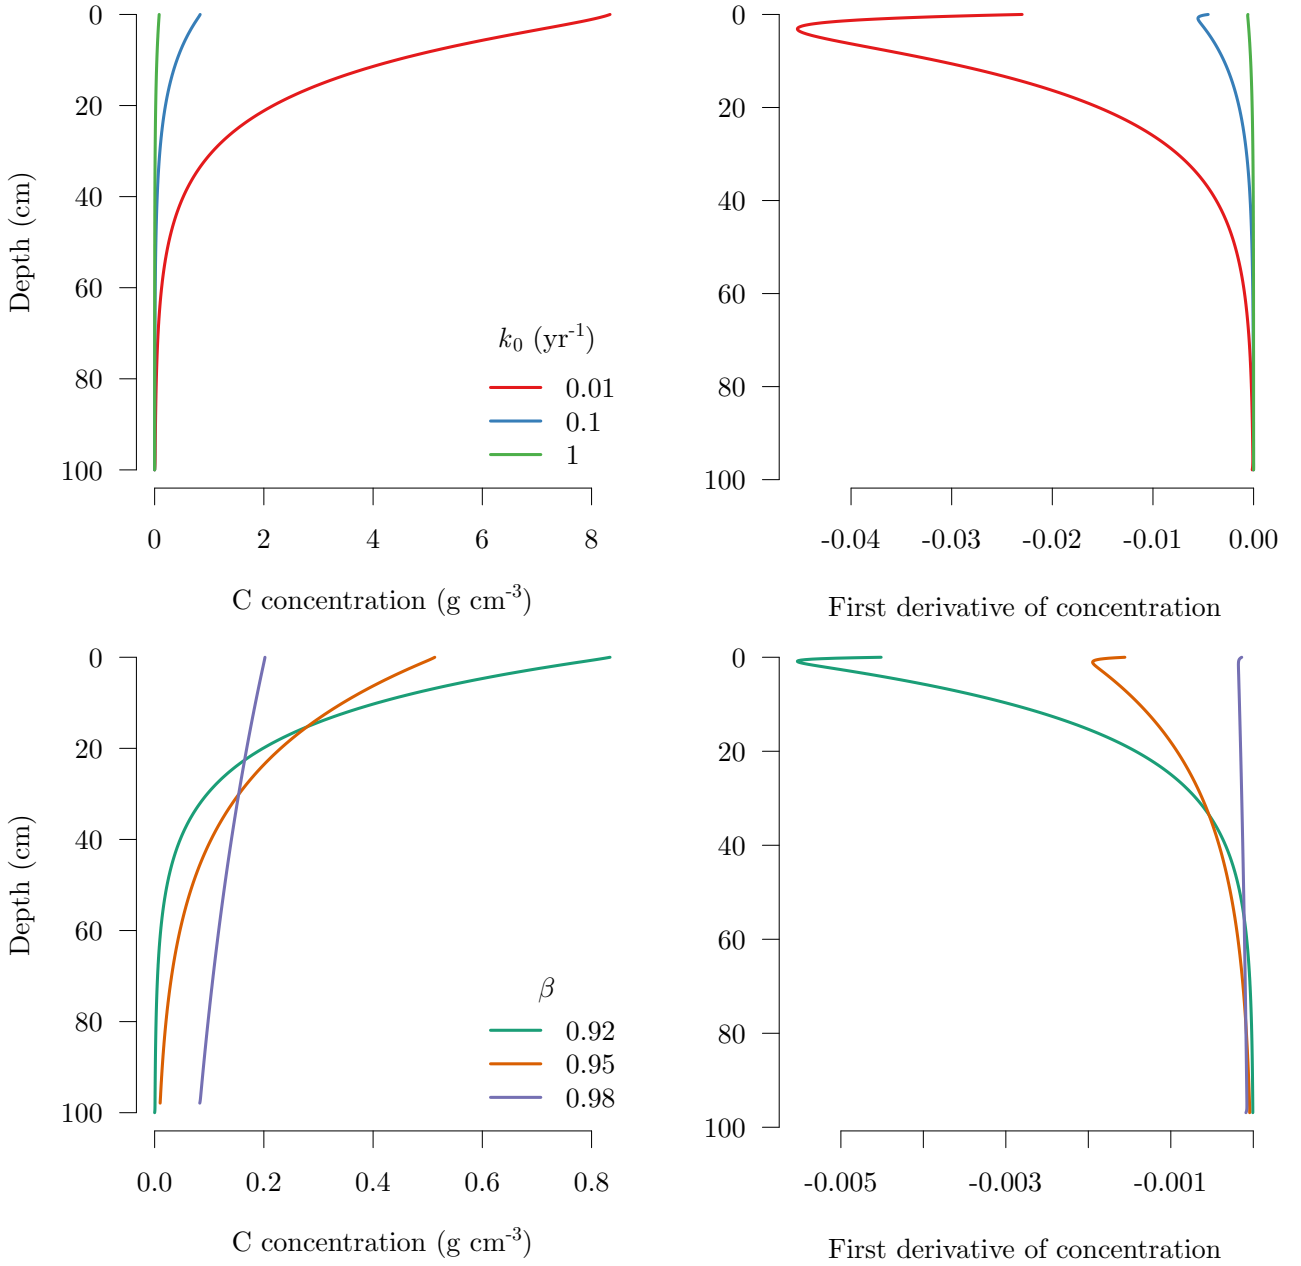 0
20
40
60
80
100
Depth (cm)
k₀ (yr⁻¹)
0.01
0.1
1
0 2 4 6 8
C concentration (g cm⁻³)
0
20
40
60
80
100
-0.04 -0.03 -0.02 -0.01 0.00
First derivative of concentration
0
20
40
60
80
100
Depth (cm)
β
0.92
0.95
0.98
0.0 0.2 0.4 0.6 0.8
C concentration (g cm⁻³)
0
20
40
60
80
100
-0.005 -0.003 -0.001
First derivative of concentration